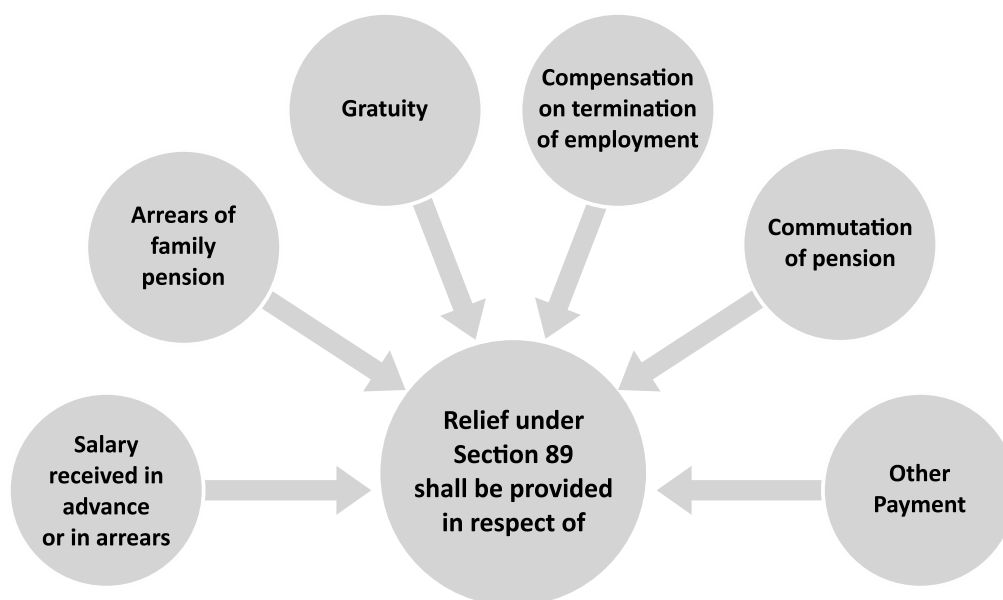 Gratuity
Compensation
on termination
of employment
Arrears of
family
pension
Commutation
of pension
Salary
received in
advance
or in arrears
Relief under
Section 89
shall be provided
in respect of
Other
Payment